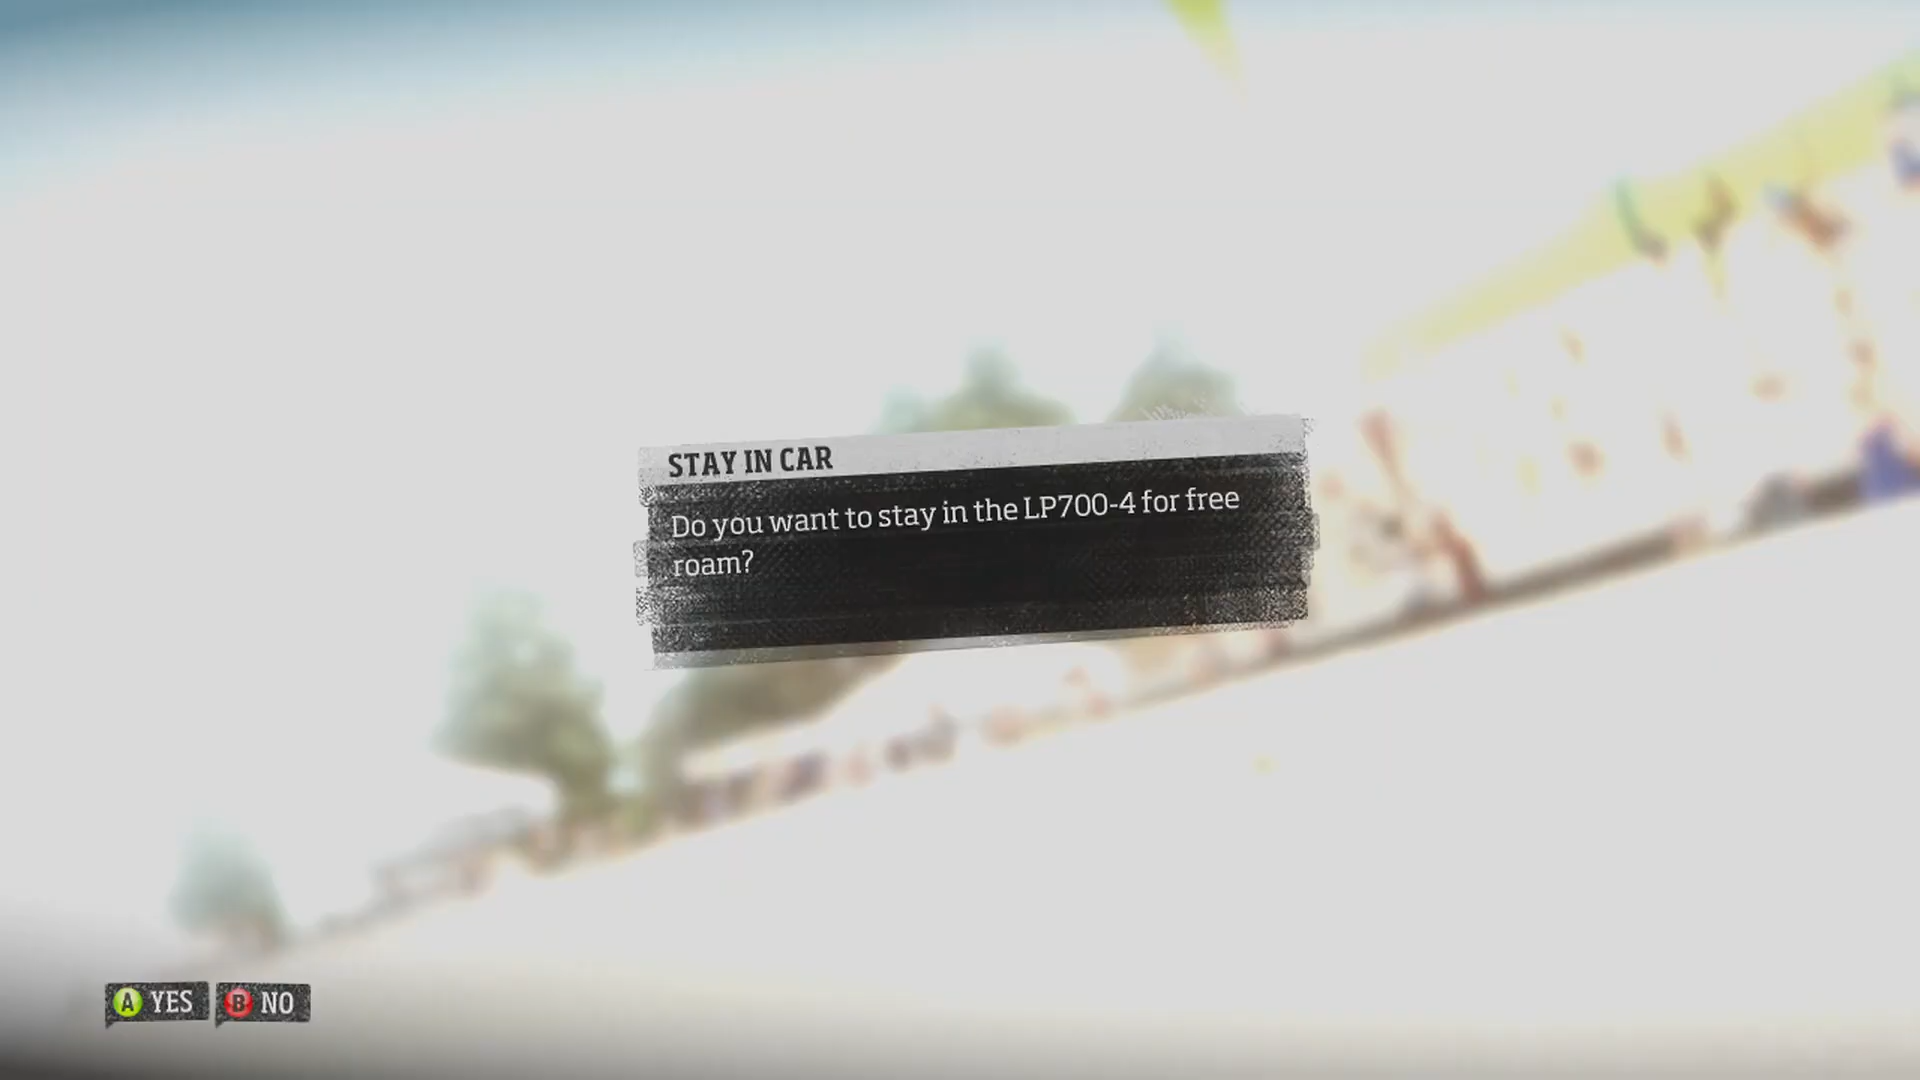 STAY IN CAR
Do you want to stay in the LP700-4 for free
roam?
A YES B NO